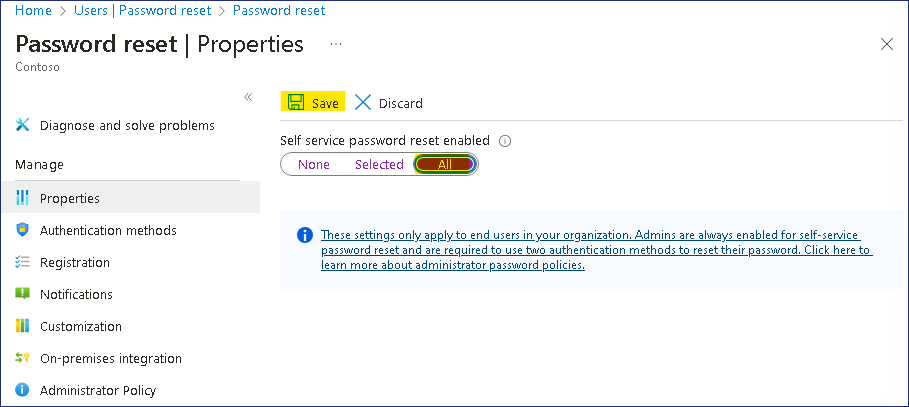 Home > Users | Password reset > Password reset
Password reset | Properties ...
Contoso
«
Save Discard
Diagnose and solve problems
Self service password reset enabled
Manage
None Selected All
Properties
These settings only apply to end users in your organization. Admins are always enabled for self-service
password reset and are required to use two authentication methods to reset their password. Click here to
learn more about administrator password policies.
Authentication methods
Registration
Notifications
Customization
On-premises integration
Administrator Policy